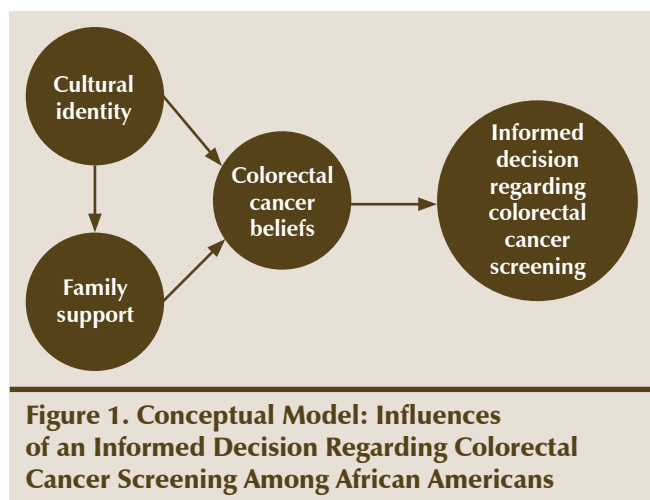 Cultural
identity
Family
support
Colorectal
cancer
beliefs
Informed
decision
regarding
colorectal
cancer
screening
Figure 1. Conceptual Model: Influences
of an Informed Decision Regarding Colorectal
Cancer Screening Among African Americans